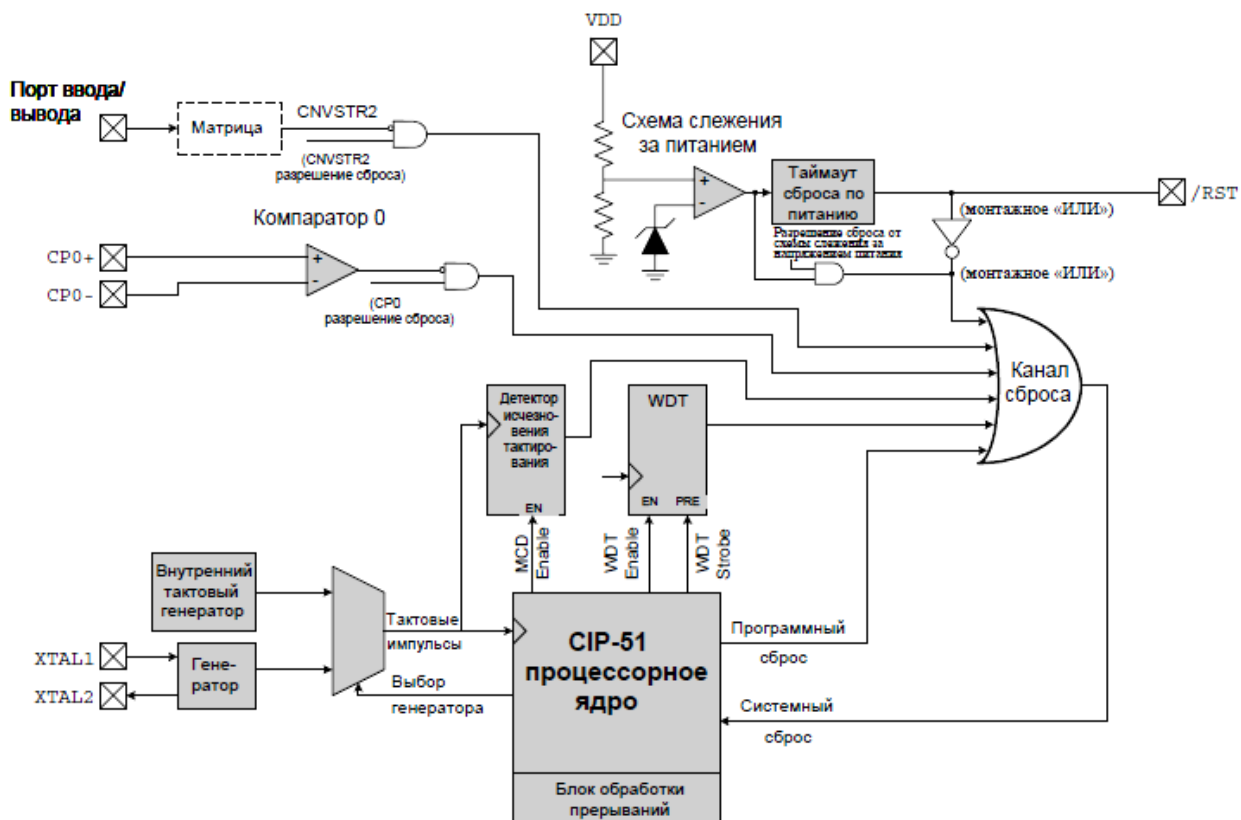 VDD
Порт ввода/
вывода
Матрица
CNVSTR2
(CNVSTR2
разрешение сброса)
Схема слежения
за питанием
+
-
Таймаут
сброса по
питанию
/RST
(монтажное «ИЛИ»)
Разрешение сброса от
схемы слежения за
напряжением питания
(монтажное «ИЛИ»)
Компаратор 0
CP0+
CP0-
+
-
(CP0
разрешение сброса)
Канал
сброса
Детектор
исчезно-
вения
тактиро-
вания
EN
WDT
EN
PRE
MCD
Enable
WDT
Enable
WDT
Strobe
Внутренний
тактовый
генератор
XTAL1
XTAL2
Гене-
ратор
Тактовые
импульсы
Выбор
генератора
CIP-51
процессорное
ядро
Программный
сброс
Системный
сброс
Блок обработки
прерываний